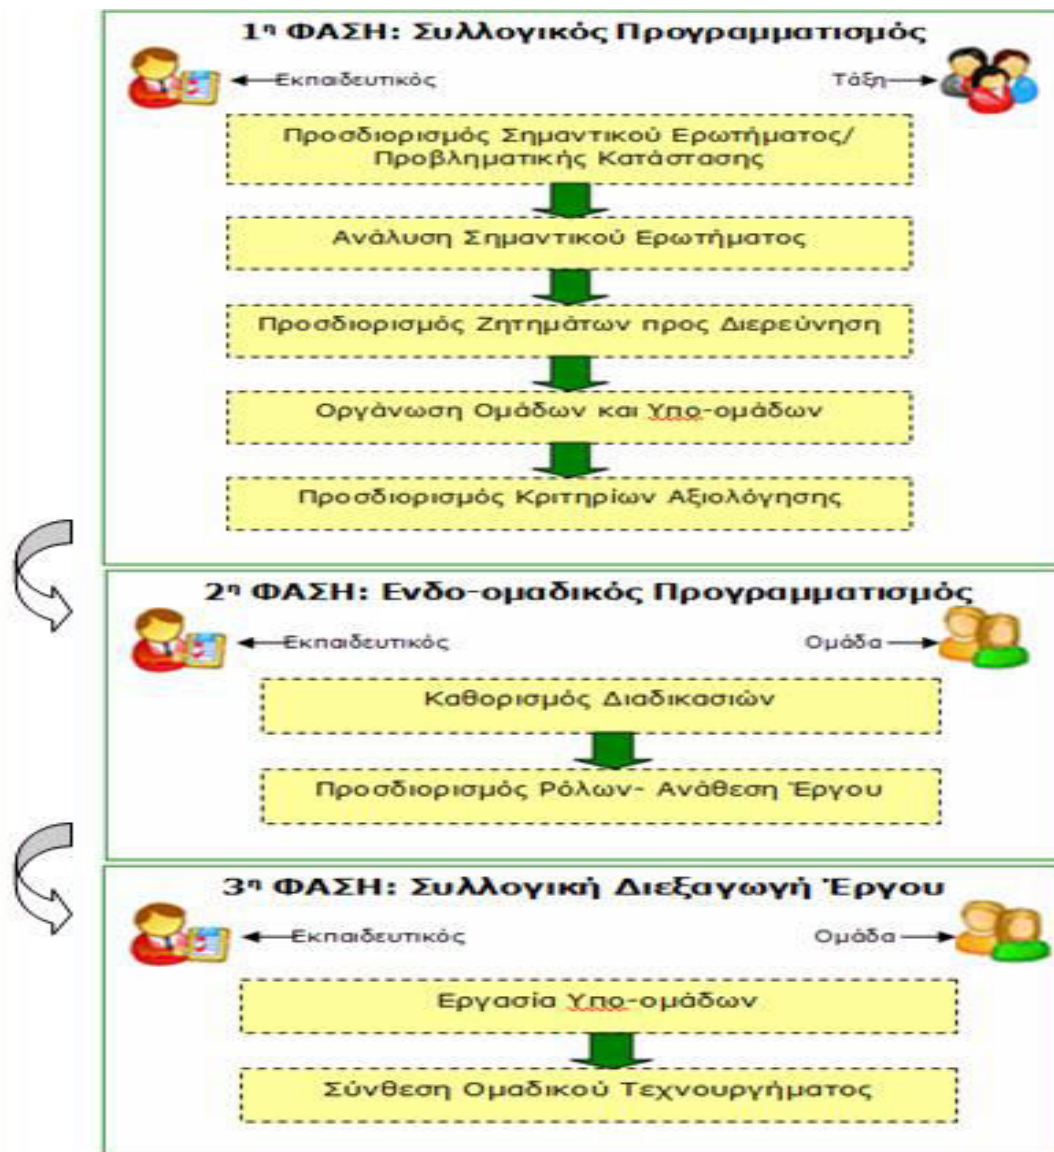 1η ΦΑΣΗ: Συλλογικός Προγραμματισμός
Εκπαιδευτικός
Τάξη
Προσδιορισμός Σημαντικού Ερωτήματος/
Προβληματικής Κατάστασης
Ανάλυση Σημαντικού Ερωτήματος
Προσδιορισμός Ζητημάτων προς Διερεύνηση
Οργάνωση Ομάδων και Υπο-ομάδων
Προσδιορισμός Κριτηρίων Αξιολόγησης
2η ΦΑΣΗ: Ενδο-ομαδικός Προγραμματισμός
Εκπαιδευτικός
Ομάδα
Καθορισμός Διαδικασιών
Προσδιορισμός Ρόλων- Ανάθεση Έργου
3η ΦΑΣΗ: Συλλογική Διεξαγωγή Έργου
Εκπαιδευτικός
Ομάδα
Εργασία Υπο-ομάδων
Σύνθεση Ομαδικού Τεχνουργήματος